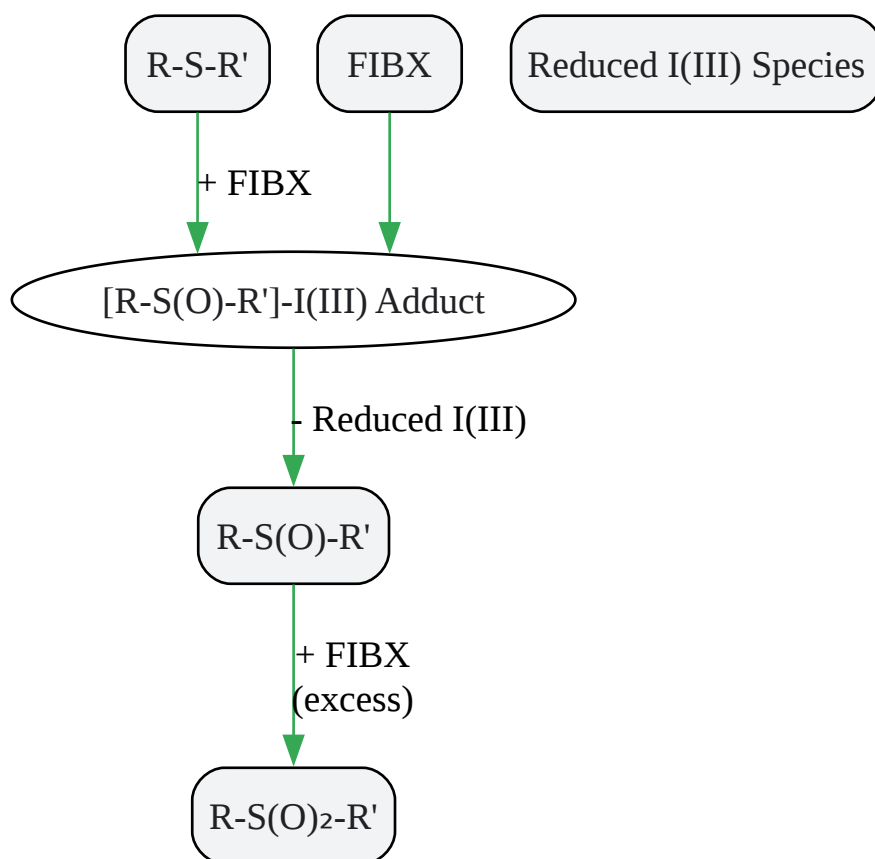 R-S-R'
FIBX
Reduced I(III) Species
+ FIBX
[R-S(O)-R']-I(III) Adduct
- Reduced I(III)
R-S(O)-R'
+ FIBX
(excess)
R-S(O)₂-R'